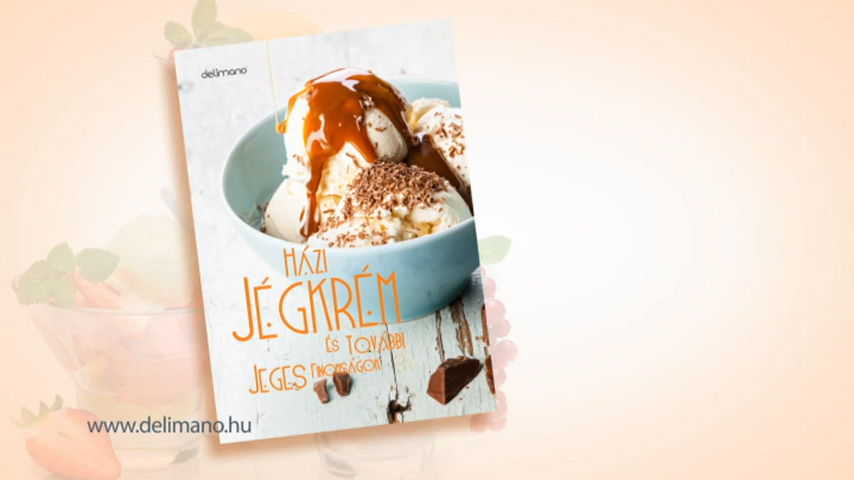 delimano
HÁZI
JÉGKRÉM
ÉS TOVÁBBI
JEGES FINOMSÁGOK
www.delimano.hu